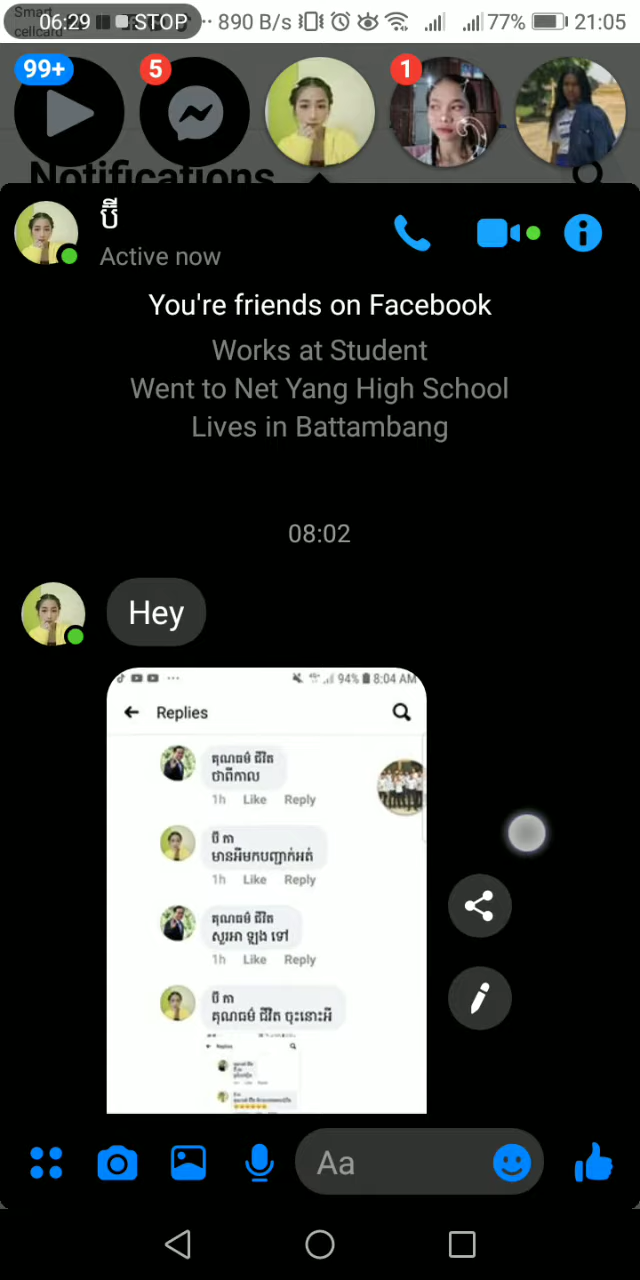 Smart
cellcard
06:29 STOP 890 B/s 77% 21:05
99+
5
1
Notifications
ប៊ី
Active now
You're friends on Facebook
Works at Student
Went to Net Yang High School
Lives in Battambang
08:02
Hey
94% 8:04 AM
Replies
គុណធម៌ ជីវិត
ថាពីកាល
1h Like Reply
ប៊ី កា
មានអីមកបញ្ជាក់អត់
1h Like Reply
គុណធម៌ ជីវិត
សួរអា ឡុង ទៅ
1h Like Reply
ប៊ី កា
គុណធម៌ ជីវិត ចុះនោះអី
Replies
Aa